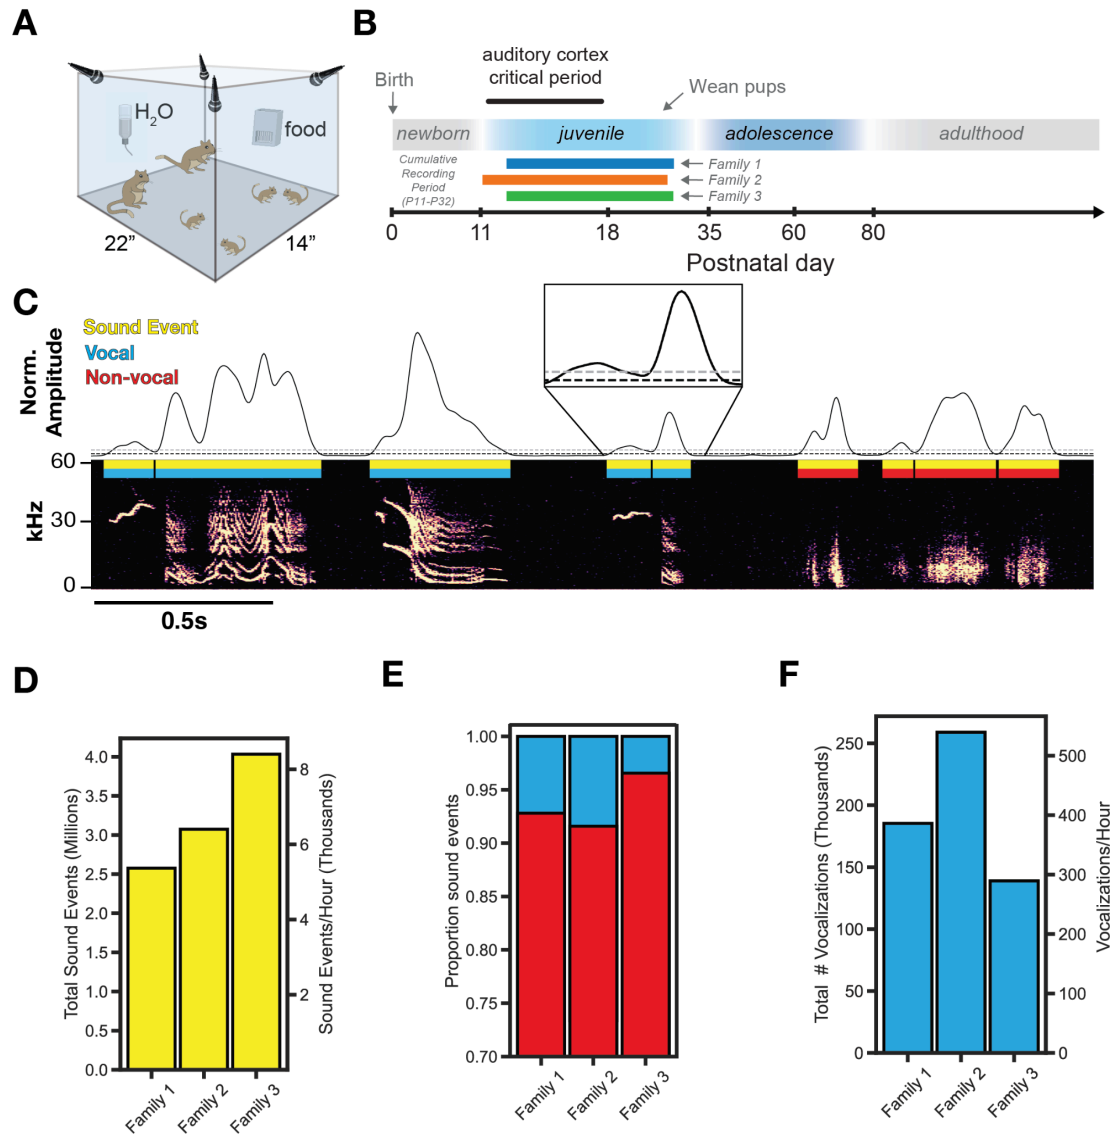 A
H₂O
food
22”
14”
B
auditory cortex
critical period
Birth
Wean pups
newborn
juvenile
adolescence
adulthood
Cumulative
Recording
Period
(P11-P32)
Family 1
Family 2
Family 3
0
11
18
35
60
80
Postnatal day
C
Sound Event
Vocal
Non-vocal
Norm.
Amplitude
60
30
0
kHz
0.5s
D
Total Sound Events (Millions)
4.0
3.5
3.0
2.5
2.0
1.5
1.0
0.5
0.0
8
6
4
2
Sound Events/Hour (Thousands)
Family 1
Family 2
Family 3
E
Proportion sound events
1.00
0.95
0.90
0.85
0.80
0.75
0.70
Family 1
Family 2
Family 3
F
Total # Vocalizations (Thousands)
250
200
150
100
50
0
500
400
300
200
100
0
Vocalizations/Hour
Family 1
Family 2
Family 3